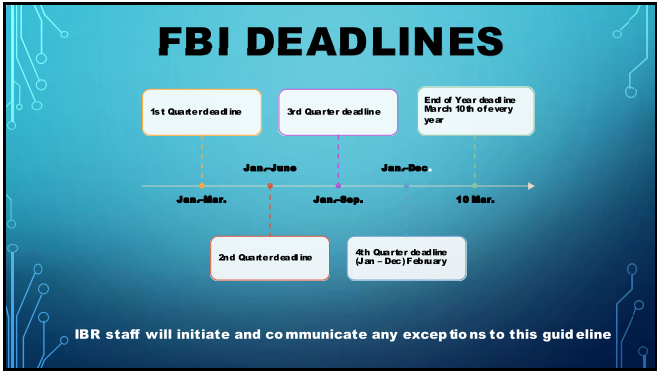 FBI DEADLINES
1st Quarter deadline
3rd Quarter deadline
End of Year deadline
March 10th of every
year
Jan.-June
Jan.-Dec.
Jan.-Mar.
Jan.-Sep.
10 Mar.
2nd Quarter deadline
4th Quarter deadline
(Jan – Dec) February
IBR staff will initiate and communicate any exceptions to this guideline